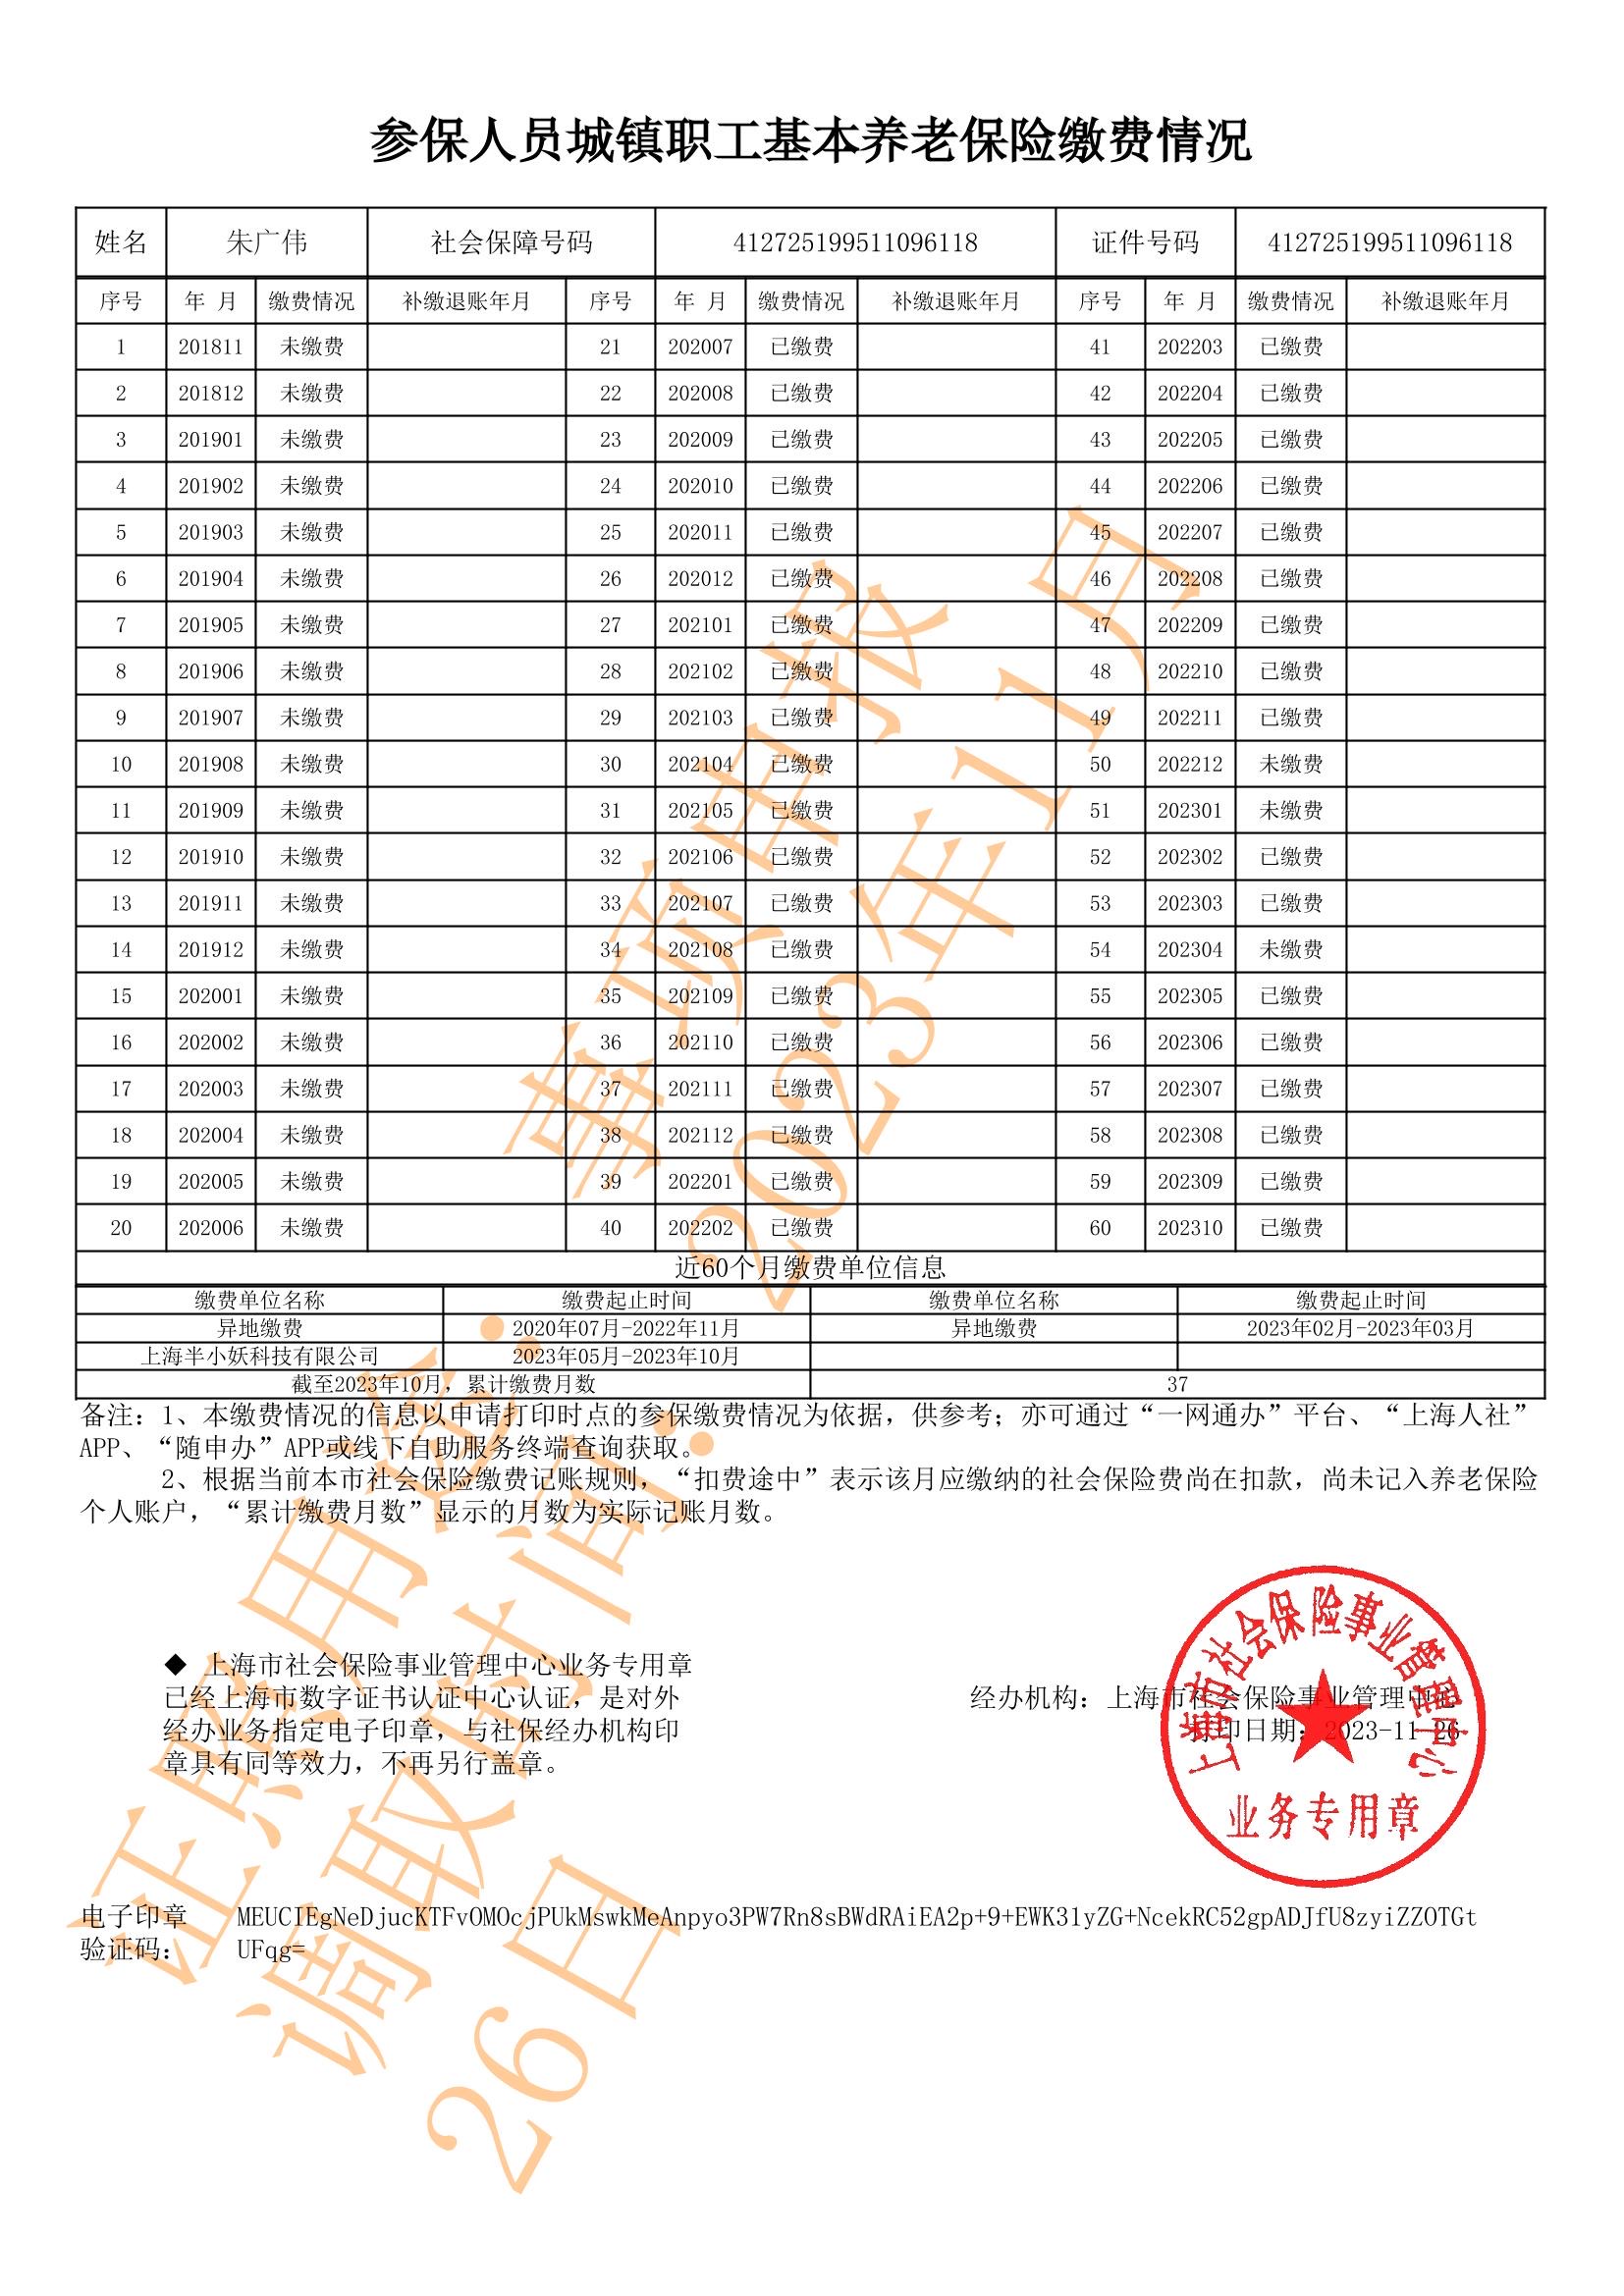 参保人员城镇职工基本养老保险缴费情况
姓名 朱广伟 社会保障号码 412725199511096118 证件号码 412725199511096118
序号 年 月 缴费情况 补缴退账年月 序号 年 月 缴费情况 补缴退账年月 序号 年 月 缴费情况 补缴退账年月
1 201811 未缴费 21 202007 已缴费 41 202203 已缴费
2 201812 未缴费 22 202008 已缴费 42 202204 已缴费
3 201901 未缴费 23 202009 已缴费 43 202205 已缴费
4 201902 未缴费 24 202010 已缴费 44 202206 已缴费
5 201903 未缴费 25 202011 已缴费 45 202207 已缴费
6 201904 未缴费 26 202012 已缴费 46 202208 已缴费
7 201905 未缴费 27 202101 已缴费 47 202209 已缴费
8 201906 未缴费 28 202102 已缴费 48 202210 已缴费
9 201907 未缴费 29 202103 已缴费 49 202211 已缴费
10 201908 未缴费 30 202104 已缴费 50 202212 未缴费
11 201909 未缴费 31 202105 已缴费 51 202301 未缴费
12 201910 未缴费 32 202106 已缴费 52 202302 已缴费
13 201911 未缴费 33 202107 已缴费 53 202303 已缴费
14 201912 未缴费 34 202108 已缴费 54 202304 未缴费
15 202001 未缴费 35 202109 已缴费 55 202305 已缴费
16 202002 未缴费 36 202110 已缴费 56 202306 已缴费
17 202003 未缴费 37 202111 已缴费 57 202307 已缴费
18 202004 未缴费 38 202112 已缴费 58 202308 已缴费
19 202005 未缴费 39 202201 已缴费 59 202309 已缴费
20 202006 未缴费 40 202202 已缴费 60 202310 已缴费
近60个月缴费单位信息
缴费单位名称 缴费起止时间 缴费单位名称 缴费起止时间
异地缴费 2020年07月-2022年11月 异地缴费 2023年02月-2023年03月
上海半小妖科技有限公司 2023年05月-2023年10月
截至2023年10月，累计缴费月数 37
备注：1、本缴费情况的信息以申请打印时点的参保缴费情况为依据，供参考；亦可通过“一网通办”平台、“上海人社”
APP、“随申办”APP或线下自助服务终端查询获取。
2、根据当前本市社会保险缴费记账规则，“扣费途中”表示该月应缴纳的社会保险费尚在扣款，尚未记入养老保险
个人账户，“累计缴费月数”显示的月数为实际记账月数。
◆ 上海市社会保险事业管理中心业务专用章
已经上海市数字证书认证中心认证，是对外
经办业务指定电子印章，与社保经办机构印
章具有同等效力，不再另行盖章。
经办机构：上海市社会保险事业管理中心
打印日期：2023-11-26
上海市社会保险事业管理中心
业务专用章
电子印章 MEUCIEgNeDjucKTFvOMOcjPUkMswkMeAnpyo3PW7Rn8sBWdRAiEA2p+9+EWK31yZG+NcekRC52gpADJfU8zyiZZOTGt
验证码： UFqg=
证照用途：事项申报
调取时间：2023年11月
26日